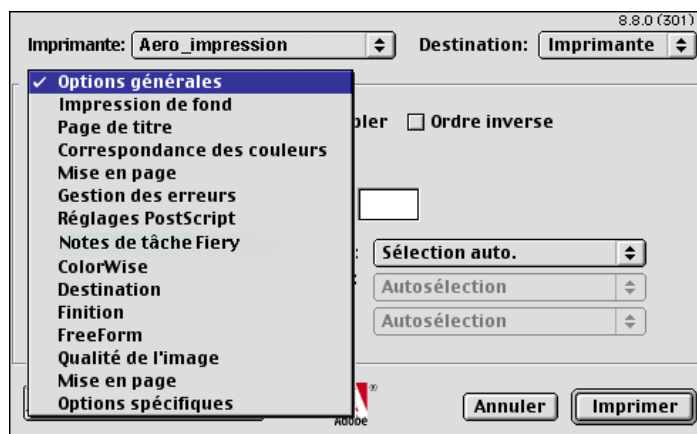 8.8.0 (301)
Imprimante: Aero_impression Destination: Imprimante
✓ Options générales
Impression de fond
Page de titre
bler Ordre inverse
Correspondance des couleurs
Mise en page
Gestion des erreurs
Réglages PostScript
Notes de tâche Fiery
: Sélection auto.
ColorWise
Destination
: Autosélection
Finition
Autosélection
FreeForm
Qualité de l'image
Mise en page
Options spécifiques
Adobe ®
Annuler Imprimer